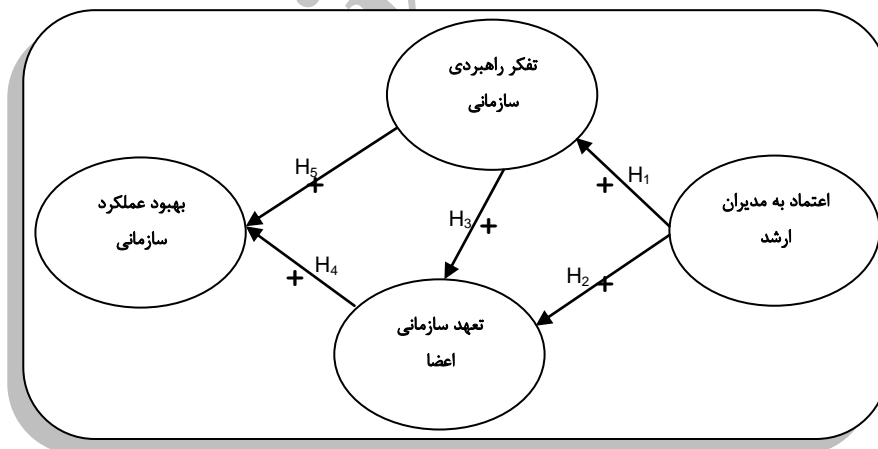 تفکر راهبردی
سازمانی
H5
+
H1
+
بهبود عملکرد
سازمانی
اعتماد به مدیران
ارشد
H3
+
H4
+
H2
+
تعهد سازمانی
اعضا